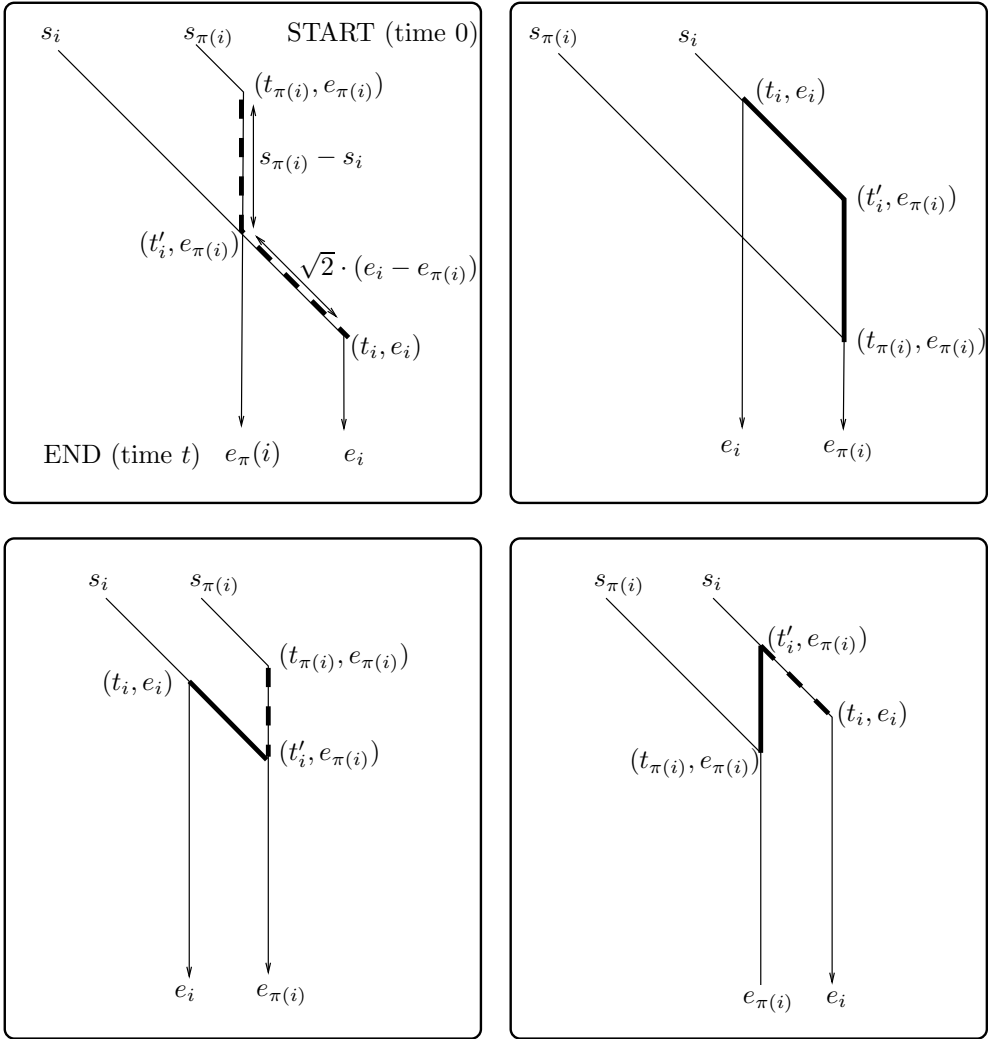 s_i s_{π(i)} START (time 0)
(t_{π(i)}, e_{π(i)})
s_{π(i)} − s_i
(t'_i, e_{π(i)})
√2 · (e_i − e_{π(i)})
(t_i, e_i)
END (time t) e_π(i) e_i
s_{π(i)} s_i
(t_i, e_i)
(t'_i, e_{π(i)})
(t_{π(i)}, e_{π(i)})
e_i e_{π(i)}
s_i s_{π(i)}
(t_{π(i)}, e_{π(i)})
(t_i, e_i)
(t'_i, e_{π(i)})
e_i e_{π(i)}
s_{π(i)} s_i
(t'_i, e_{π(i)})
(t_i, e_i)
(t_{π(i)}, e_{π(i)})
e_{π(i)} e_i